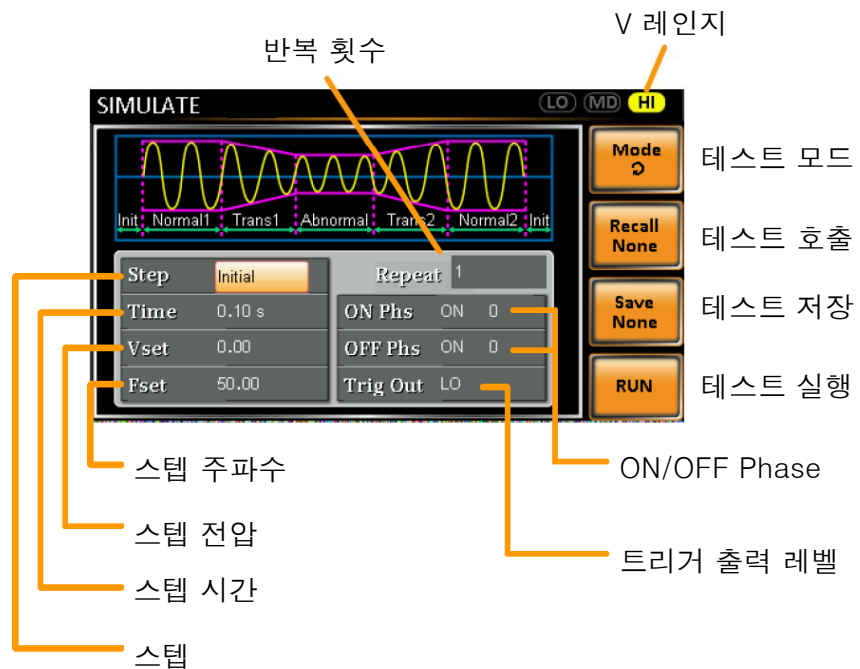 V 레인지
반복 횟수
SIMULATE
LO MD HI
Init Normal1 Trans1 Abnormal Trans2 Normal2 Init
Mode
테스트 모드
Recall
None
테스트 호출
Save
None
테스트 저장
RUN
테스트 실행
Step Initial
Repeat 1
Time 0.10 s
ON Phs ON 0
Vset 0.00
OFF Phs ON 0
Fset 50.00
Trig Out LO
스텝 주파수
ON/OFF Phase
스텝 전압
트리거 출력 레벨
스텝 시간
스텝